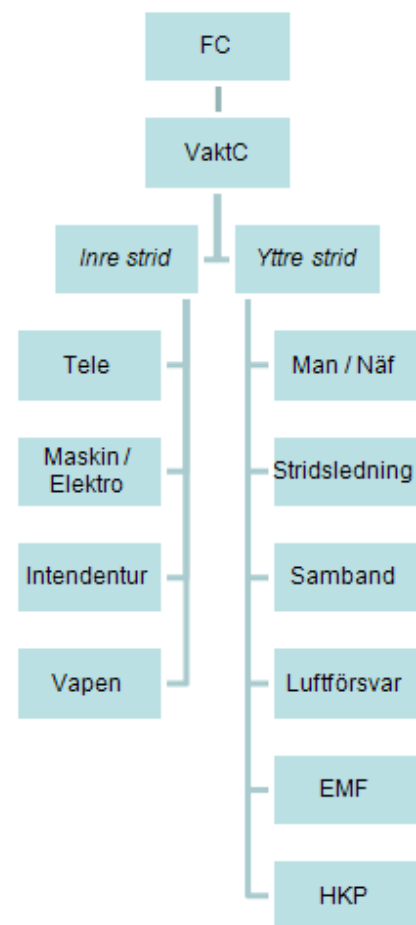 FC
VaktC
Inre strid
Yttre strid
Tele
Maskin /
Elektro
Intendentur
Vapen
Man / Näf
Stridsledning
Samband
Luftförsvar
EMF
HKP